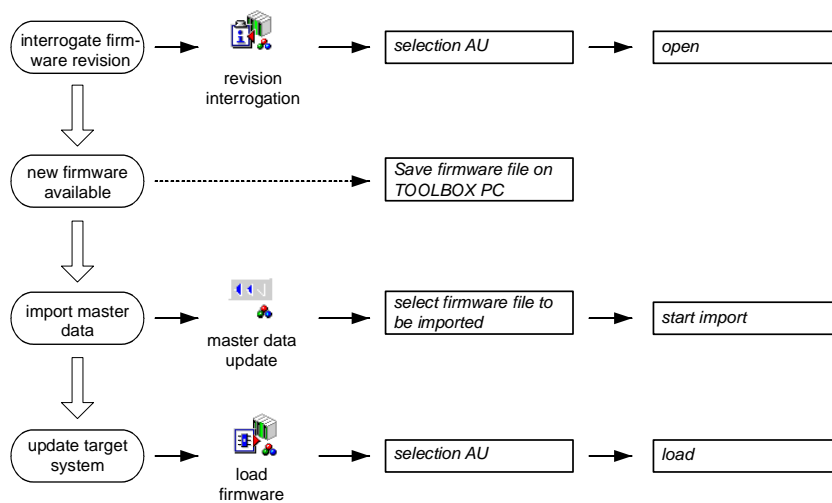 interrogate firm-
ware revision
revision
interrogation
selection AU
open
new firmware
available
Save firmware file on
TOOLBOX PC
import master
data
master data
update
select firmware file to
be imported
start import
update target
system
load
firmware
selection AU
load